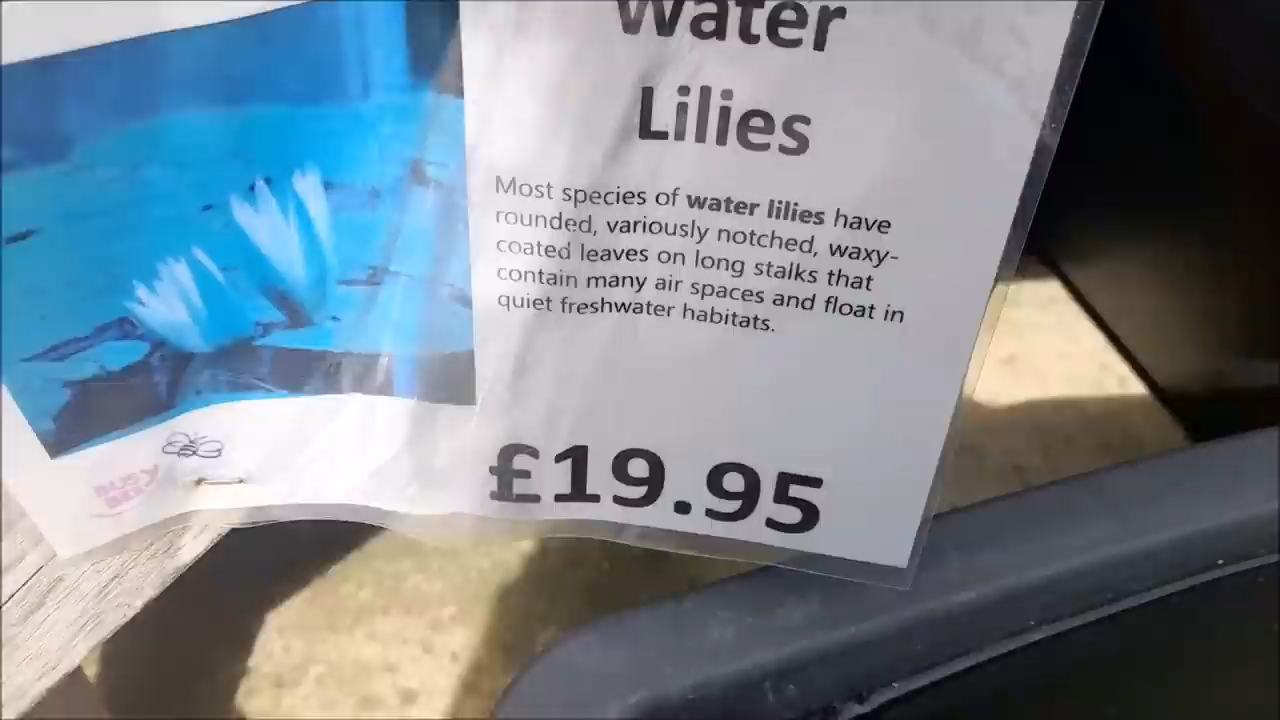 Water
Lilies
Most species of water lilies have
rounded, variously notched, waxy-
coated leaves on long stalks that
contain many air spaces and float in
quiet freshwater habitats.
£19.95